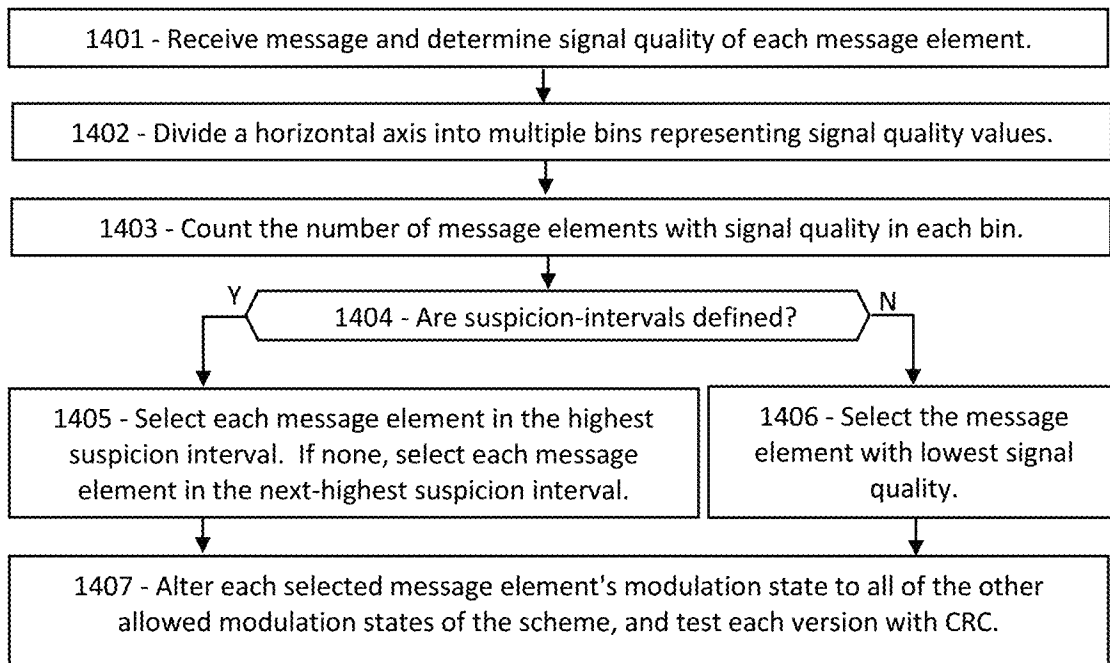 1401 - Receive message and determine signal quality of each message element.
1402 - Divide a horizontal axis into multiple bins representing signal quality values.
1403 - Count the number of message elements with signal quality in each bin.
Y
1404 - Are suspicion-intervals defined?
N
1405 - Select each message element in the highest
suspicion interval. If none, select each message
element in the next-highest suspicion interval.
1406 - Select the message
element with lowest signal
quality.
1407 - Alter each selected message element's modulation state to all of the other
allowed modulation states of the scheme, and test each version with CRC.